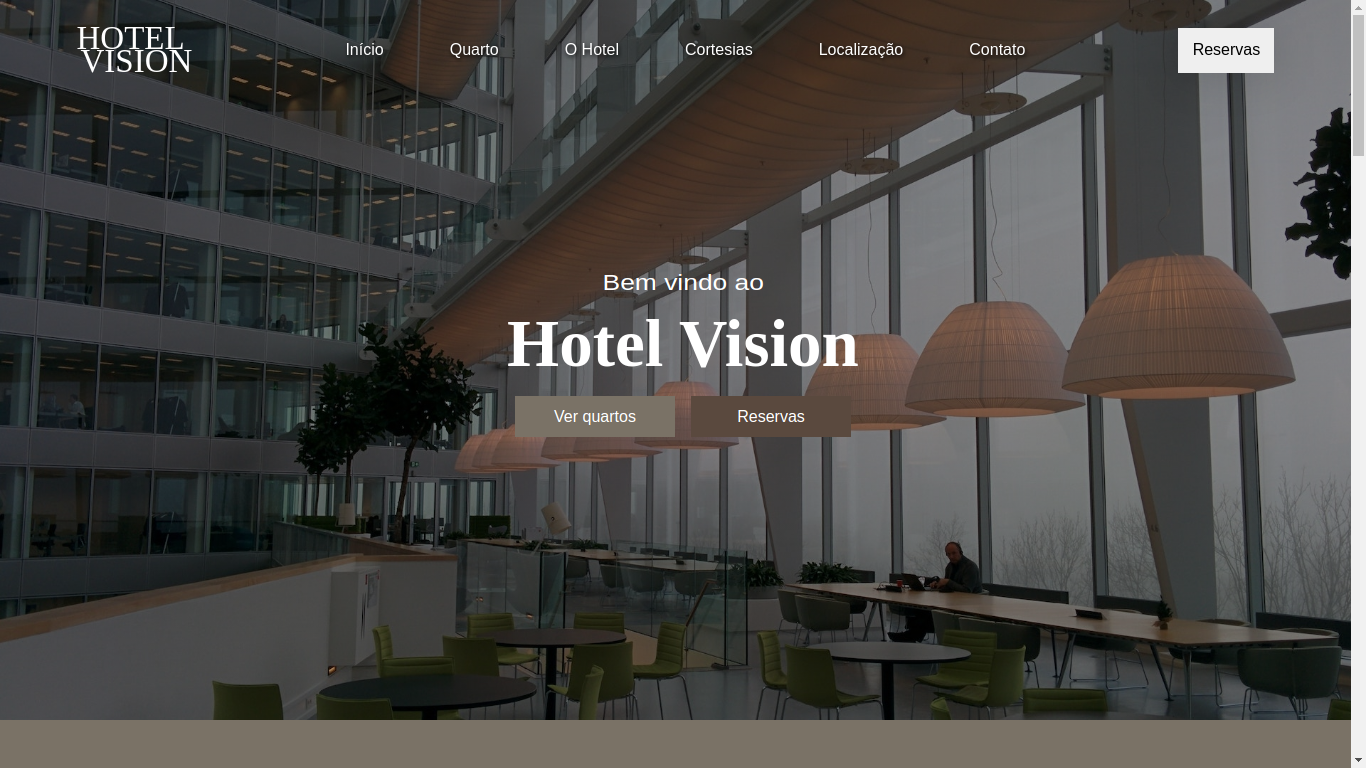 HOTEL
VISION
Início
Quarto
O Hotel
Cortesias
Localização
Contato
Reservas
Bem vindo ao
Hotel Vision
Ver quartos
Reservas